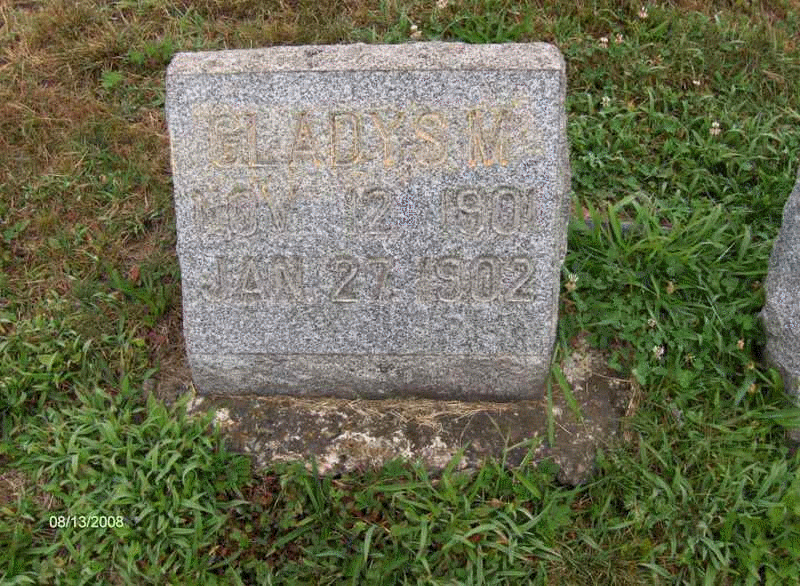 GLADYS M
NOV. 12 1901
JAN. 27. 1902
08/13/2008